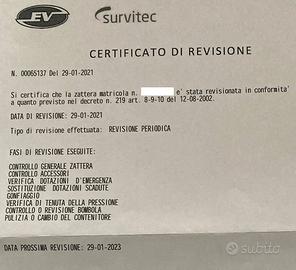 EV survitec
CERTIFICATO DI REVISIONE
N. 00065137 Del 29-01-2021
Si certifica che la zattera matricola n. e' stata revisionata in conformita'
a quanto previsto nel decreto n. 219 art. 8-9-10 del 12-08-2002.
DATA DI REVISIONE: 29-01-2021
Tipo di revisione effettuata: REVISIONE PERIODICA
FASI DI REVISIONE ESEGUITE:
CONTROLLO GENERALE ZATTERA
CONTROLLO ACCESSORI
VERIFICA DOTAZIONI D'EMERGENZA
SOSTITUZIONE DOTAZIONI SCADUTE
GONFIAGGIO
VERIFICA DI TENUTA DELLA PRESSIONE
CONTROLLO O REVISIONE BOMBOLA
PULIZIA O CAMBIO DEL CONTENITORE
DATA PROSSIMA REVISIONE: 29-01-2023
subito